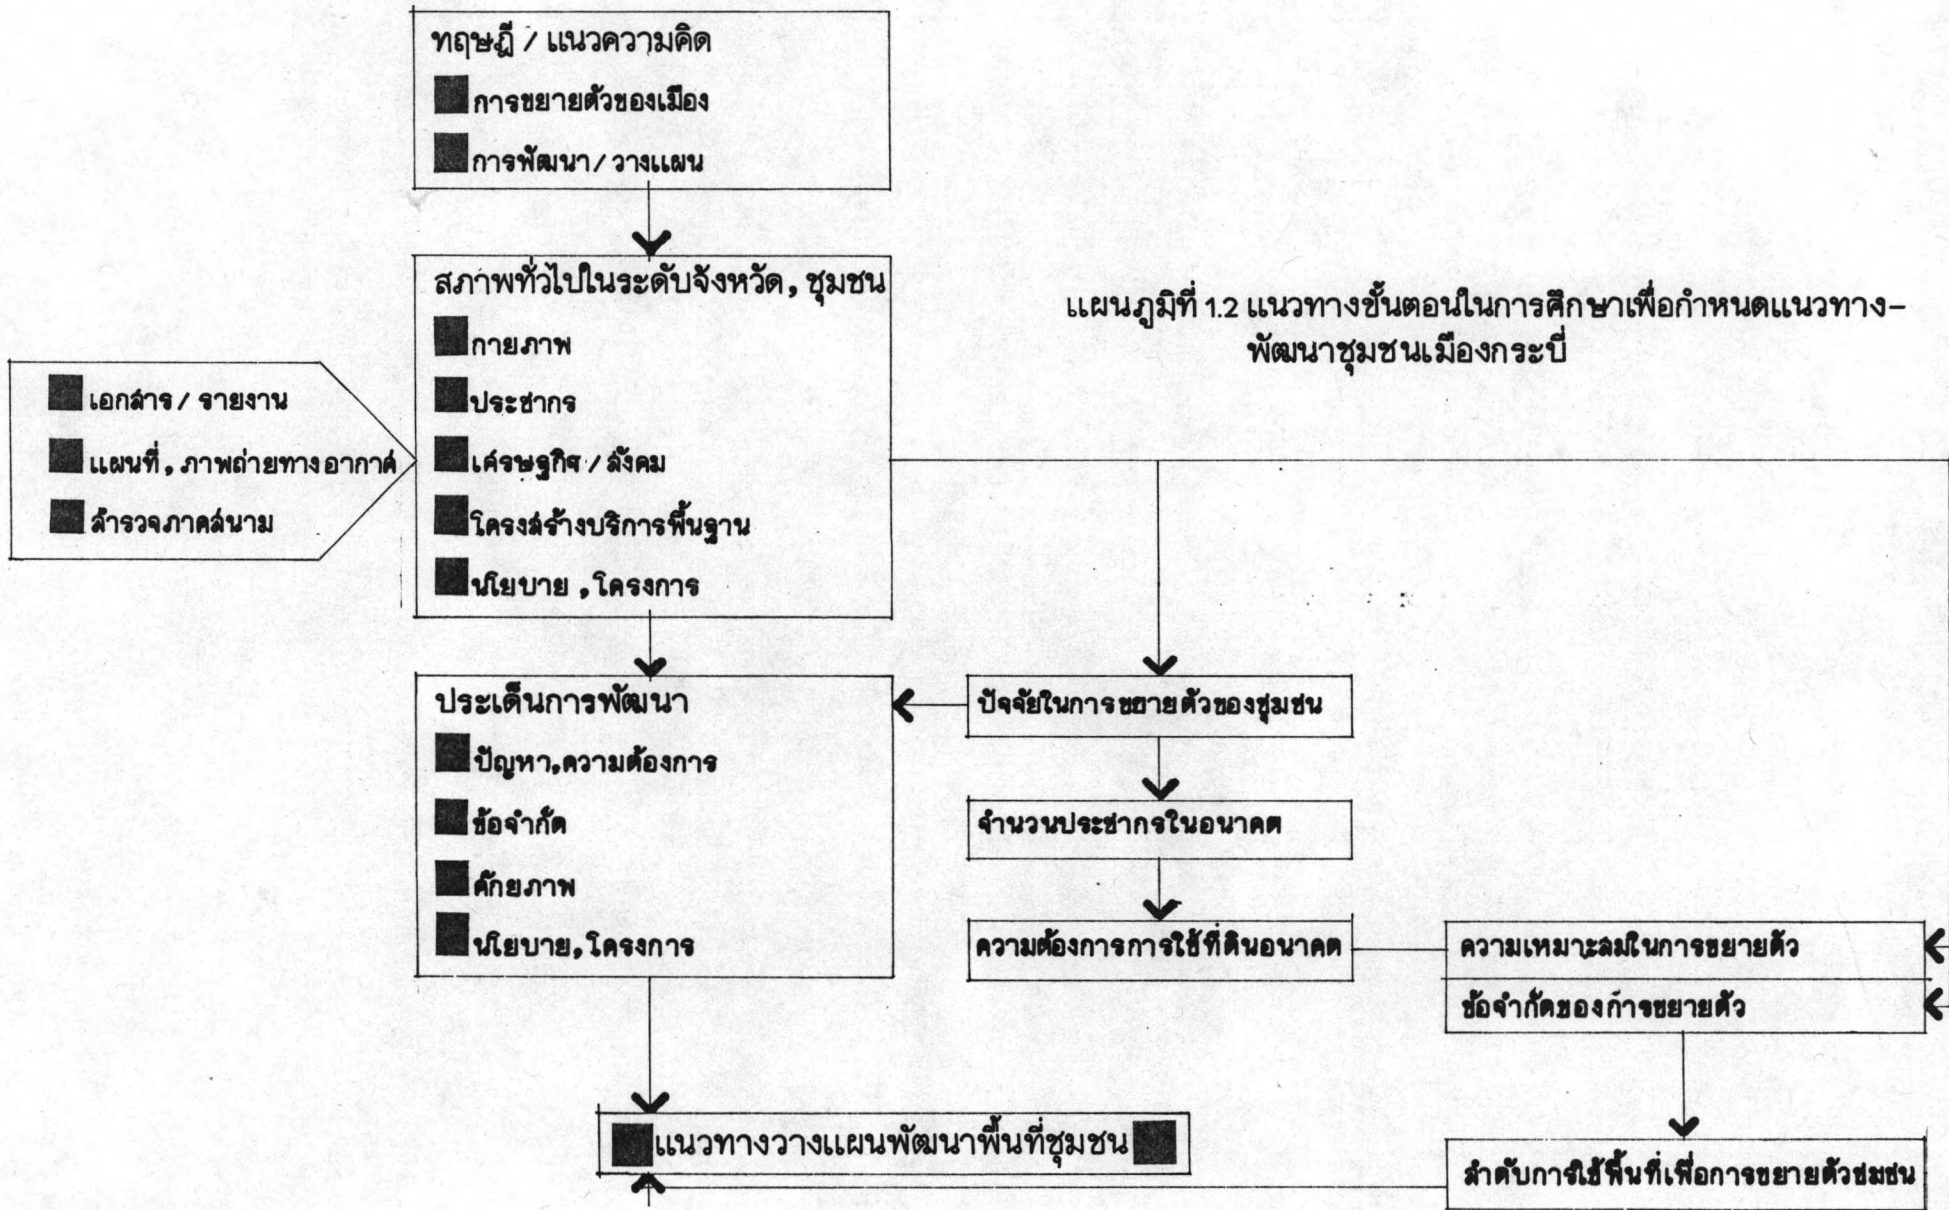 ทฤษฎี / แนวความคิด
การขยายตัวของเมือง
การพัฒนา / วางแผน
สภาพทั่วไปในระดับจังหวัด, ชุมชน
กายภาพ
ประชากร
เศรษฐกิจ / สังคม
โครงสร้างบริการพื้นฐาน
นโยบาย , โครงการ
แผนภูมิที่ 1.2 แนวทางขั้นตอนในการศึกษาเพื่อกำหนดแนวทาง-
พัฒนาชุมชนเมืองกระบี่
เอกสาร / รายงาน
แผนที่ , ภาพถ่ายทางอากาศ
สำรวจภาคสนาม
ประเด็นการพัฒนา
ปัญหา,ความต้องการ
ข้อจำกัด
ศักยภาพ
นโยบาย,โครงการ
ปัจจัยในการขยายตัวของชุมชน
จำนวนประชากรในอนาคต
ความต้องการการใช้ที่ดินอนาคต
ความเหมาะสมในการขยายตัว
ข้อจำกัดของการขยายตัว
แนวทางวางแผนพัฒนาพื้นที่ชุมชน
ลำดับการใช้พื้นที่เพื่อการขยายตัวชุมชน